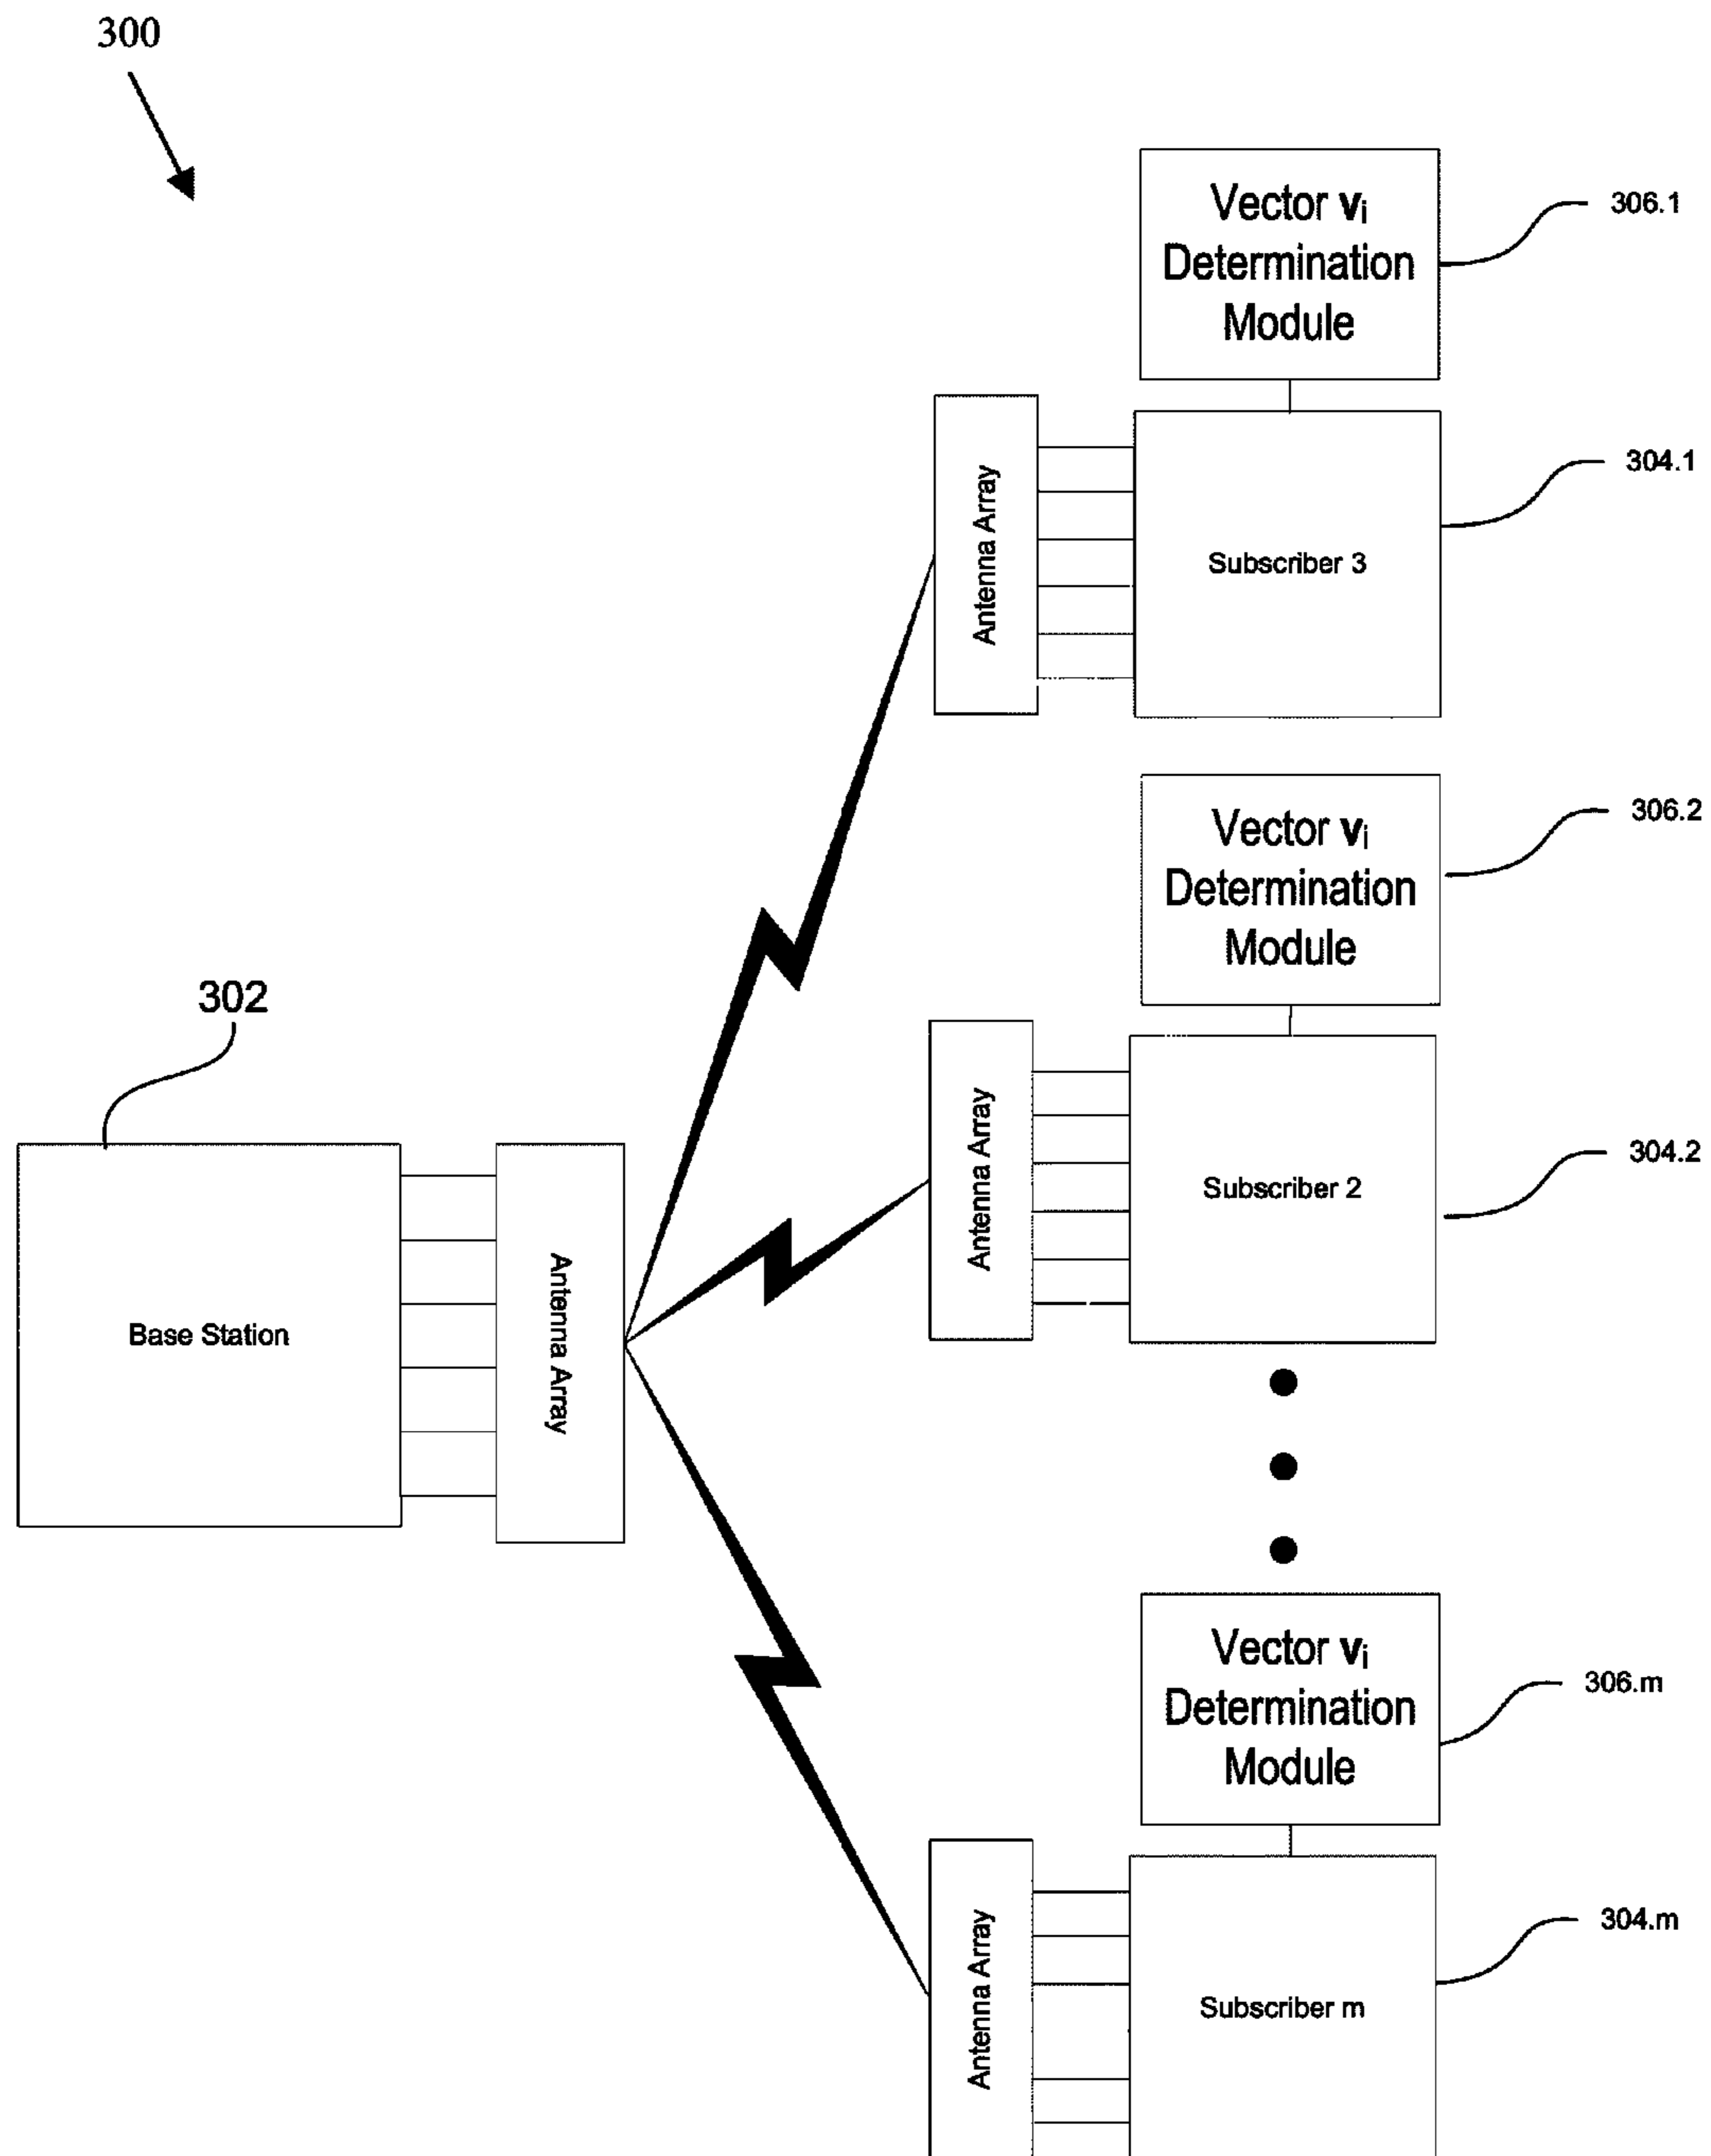 300
Vector vi
Determination
Module
306.1
Antenna Array
Subscriber 3
304.1
Vector vi
Determination
Module
306.2
302
Base Station
Antenna Array
Antenna Array
Subscriber 2
304.2
Vector vi
Determination
Module
306.m
Antenna Array
Subscriber m
304.m